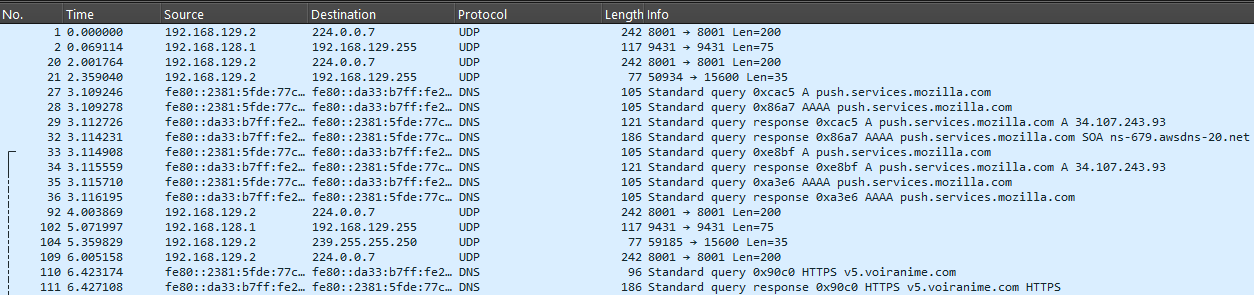 No. Time Source Destination Protocol Length Info
1 0.000000 192.168.129.2 224.0.0.7 UDP 242 8001 → 8001 Len=200
2 0.069114 192.168.128.1 192.168.129.255 UDP 117 9431 → 9431 Len=75
20 2.001764 192.168.129.2 224.0.0.7 UDP 242 8001 → 8001 Len=200
21 2.359040 192.168.129.2 192.168.129.255 UDP 77 50934 → 15600 Len=35
27 3.109246 fe80::2381:5fde:77c… fe80::da33:b7ff:fe2… DNS 105 Standard query 0xcac5 A push.services.mozilla.com
28 3.109278 fe80::2381:5fde:77c… fe80::da33:b7ff:fe2… DNS 105 Standard query 0x86a7 AAAA push.services.mozilla.com
29 3.112726 fe80::da33:b7ff:fe2… fe80::2381:5fde:77c… DNS 121 Standard query response 0xcac5 A push.services.mozilla.com A 34.107.243.93
32 3.114231 fe80::da33:b7ff:fe2… fe80::2381:5fde:77c… DNS 186 Standard query response 0x86a7 AAAA push.services.mozilla.com SOA ns-679.awsdns-20.net
33 3.114908 fe80::2381:5fde:77c… fe80::da33:b7ff:fe2… DNS 105 Standard query 0xe8bf A push.services.mozilla.com
34 3.115559 fe80::da33:b7ff:fe2… fe80::2381:5fde:77c… DNS 121 Standard query response 0xe8bf A push.services.mozilla.com A 34.107.243.93
35 3.115710 fe80::2381:5fde:77c… fe80::da33:b7ff:fe2… DNS 105 Standard query 0xa3e6 AAAA push.services.mozilla.com
36 3.116195 fe80::da33:b7ff:fe2… fe80::2381:5fde:77c… DNS 105 Standard query response 0xa3e6 AAAA push.services.mozilla.com
92 4.003869 192.168.129.2 224.0.0.7 UDP 242 8001 → 8001 Len=200
102 5.071997 192.168.128.1 192.168.129.255 UDP 117 9431 → 9431 Len=75
104 5.359829 192.168.129.2 239.255.255.250 UDP 77 59185 → 15600 Len=35
109 6.005158 192.168.129.2 224.0.0.7 UDP 242 8001 → 8001 Len=200
110 6.423174 fe80::2381:5fde:77c… fe80::da33:b7ff:fe2… DNS 96 Standard query 0x90c0 HTTPS v5.voiranime.com
111 6.427108 fe80::da33:b7ff:fe2… fe80::2381:5fde:77c… DNS 186 Standard query response 0x90c0 HTTPS v5.voiranime.com HTTPS